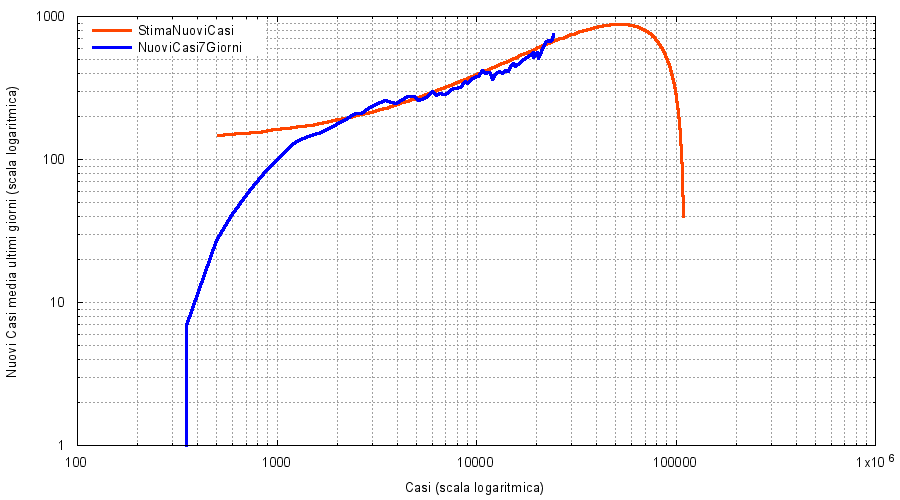 1000
100
10
1
StimaNuoviCasi
NuoviCasi7Giorni
Nuovi Casi media ultimi giorni (scala logaritmica)
100
1000
10000
100000
1x10 6
Casi (scala logaritmica)